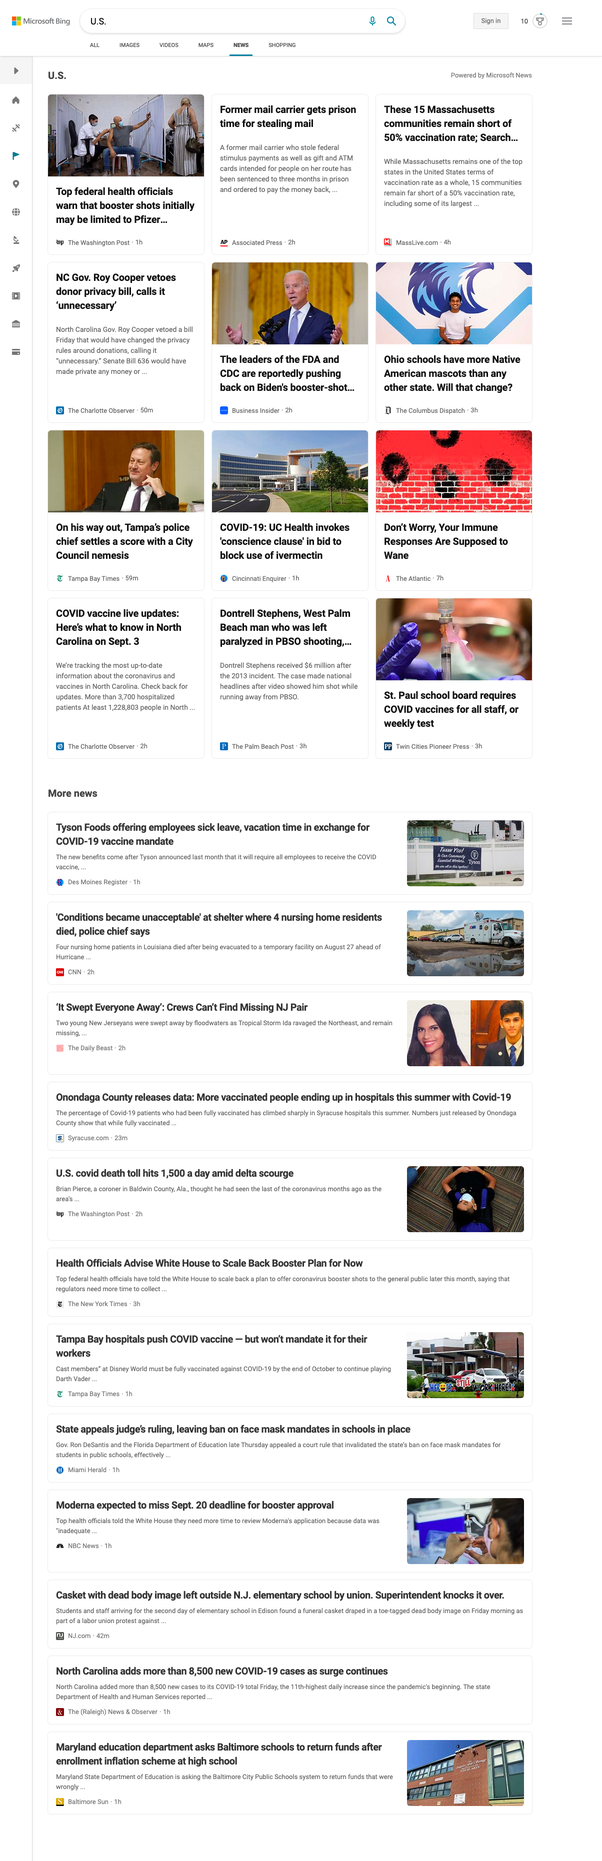 Microsoft Bing
U.S.
Sign in
10
ALL
IMAGES
VIDEOS
MAPS
NEWS
SHOPPING
U.S.
Powered by Microsoft News
Top federal health officials
warn that booster shots initially
may be limited to Pfizer...
The Washington Post · 1h
Former mail carrier gets prison
time for stealing mail
A former mail carrier who stole federal
stimulus payments as well as gift and ATM
cards intended for people on her route has
been sentenced to three months in prison
and ordered to pay the money back, ...
Associated Press · 2h
These 15 Massachusetts
communities remain short of
50% vaccination rate; Search...
While Massachusetts remains one of the top
states in the United States terms of
vaccination rate as a whole, 15 communities
remain far short of a 50% vaccination rate,
including some of its largest ...
MassLive.com · 4h
NC Gov. Roy Cooper vetoes
donor privacy bill, calls it
‘unnecessary’
North Carolina Gov. Roy Cooper vetoed a bill
Friday that would have changed the privacy
rules around donations, calling it
“unnecessary.” Senate Bill 636 would have
made private any money or ...
The Charlotte Observer · 50m
The leaders of the FDA and
CDC are reportedly pushing
back on Biden's booster-shot...
Business Insider · 2h
Ohio schools have more Native
American mascots than any
other state. Will that change?
The Columbus Dispatch · 3h
On his way out, Tampa’s police
chief settles a score with a City
Council nemesis
Tampa Bay Times · 59m
COVID-19: UC Health invokes
'conscience clause' in bid to
block use of ivermectin
Cincinnati Enquirer · 1h
Don’t Worry, Your Immune
Responses Are Supposed to
Wane
The Atlantic · 7h
COVID vaccine live updates:
Here’s what to know in North
Carolina on Sept. 3
We’re tracking the most up-to-date
information about the coronavirus and
vaccines in North Carolina. Check back for
updates. More than 3,700 hospitalized
patients At least 1,228,803 people in North ...
The Charlotte Observer · 2h
Dontrell Stephens, West Palm
Beach man who was left
paralyzed in PBSO shooting,...
Dontrell Stephens received $6 million after
the 2013 incident. The case made national
headlines after video showed him shot while
running away from PBSO.
The Palm Beach Post · 3h
St. Paul school board requires
COVID vaccines for all staff, or
weekly test
Twin Cities Pioneer Press · 3h
More news
Tyson Foods offering employees sick leave, vacation time in exchange for
COVID-19 vaccine mandate
The new benefits come after Tyson announced last month that it will require all employees to receive the COVID
vaccine, ...
Des Moines Register · 1h
'Conditions became unacceptable' at shelter where 4 nursing home residents
died, police chief says
Four nursing home patients in Louisiana died after being evacuated to a temporary facility on August 27 ahead of
Hurricane ...
CNN · 2h
‘It Swept Everyone Away’: Crews Can’t Find Missing NJ Pair
Two young New Jerseyans were swept away by floodwaters as Tropical Storm Ida ravaged the Northeast, and remain
missing, ...
The Daily Beast · 2h
Onondaga County releases data: More vaccinated people ending up in hospitals this summer with Covid-19
The percentage of Covid-19 patients who had been fully vaccinated has climbed sharply in Syracuse hospitals this summer. Numbers just released by Onondaga
County show that while fully vaccinated ...
Syracuse.com · 23m
U.S. covid death toll hits 1,500 a day amid delta scourge
Brian Pierce, a coroner in Baldwin County, Ala., thought he had seen the last of the coronavirus months ago as the
area’s ...
The Washington Post · 2h
Health Officials Advise White House to Scale Back Booster Plan for Now
Top federal health officials have told the White House to scale back a plan to offer coronavirus booster shots to the general public later this month, saying that
regulators need more time to collect ...
The New York Times · 3h
Tampa Bay hospitals push COVID vaccine — but won’t mandate it for their
workers
Cast members” at Disney World must be fully vaccinated against COVID-19 by the end of October to continue playing
Darth Vader ...
Tampa Bay Times · 1h
State appeals judge’s ruling, leaving ban on face mask mandates in schools in place
Gov. Ron DeSantis and the Florida Department of Education late Thursday appealed a court rule that invalidated the state’s ban on face mask mandates for
students in public schools, effectively ...
Miami Herald · 1h
Moderna expected to miss Sept. 20 deadline for booster approval
Top health officials told the White House they need more time to review Moderna's application because data was
"inadequate ...
NBC News · 1h
Casket with dead body image left outside N.J. elementary school by union. Superintendent knocks it over.
Students and staff arriving for the second day of elementary school in Edison found a funeral casket draped in a toe-tagged dead body image on Friday morning as
part of a labor union protest against ...
NJ.com · 42m
North Carolina adds more than 8,500 new COVID-19 cases as surge continues
North Carolina added more than 8,500 new cases to its COVID-19 total Friday, the 11th-highest daily increase since the pandemic’s beginning. The state
Department of Health and Human Services reported ...
The (Raleigh) News & Observer · 1h
Maryland education department asks Baltimore schools to return funds after
enrollment inflation scheme at high school
Maryland State Department of Education is asking the Baltimore City Public Schools system to return funds that were
wrongly ...
Baltimore Sun · 1h